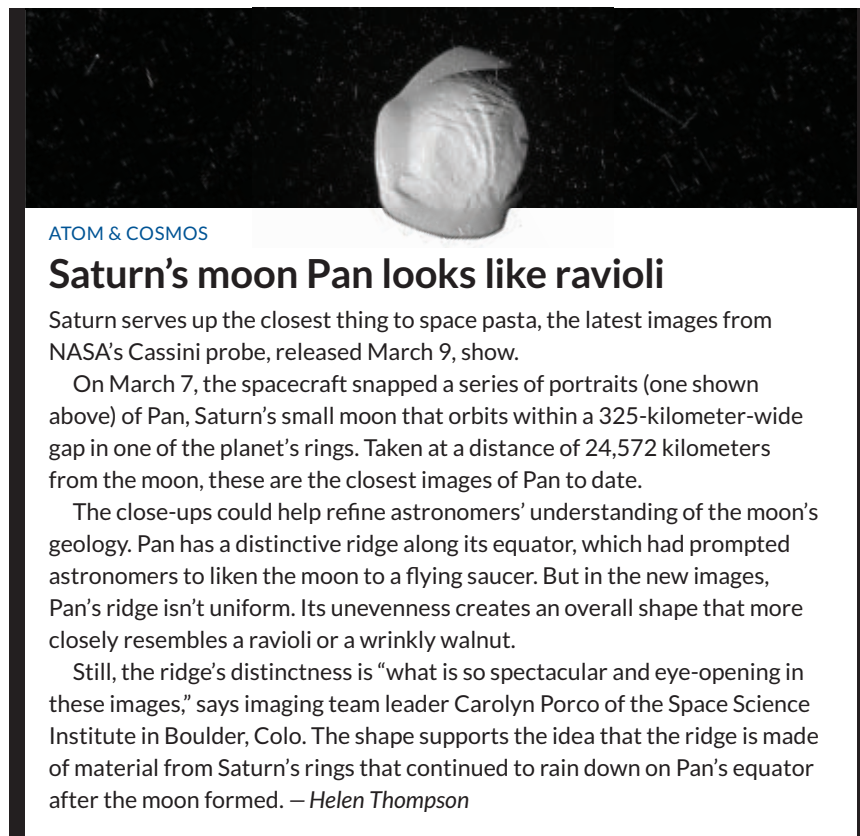 ATOM & COSMOS
Saturn’s moon Pan looks like ravioli
Saturn serves up the closest thing to space pasta, the latest images from
NASA’s Cassini probe, released March 9, show.
On March 7, the spacecraft snapped a series of portraits (one shown
above) of Pan, Saturn’s small moon that orbits within a 325-kilometer-wide
gap in one of the planet’s rings. Taken at a distance of 24,572 kilometers
from the moon, these are the closest images of Pan to date.
The close-ups could help refine astronomers’ understanding of the moon’s
geology. Pan has a distinctive ridge along its equator, which had prompted
astronomers to liken the moon to a flying saucer. But in the new images,
Pan’s ridge isn’t uniform. Its unevenness creates an overall shape that more
closely resembles a ravioli or a wrinkly walnut.
Still, the ridge’s distinctness is “what is so spectacular and eye-opening in
these images,” says imaging team leader Carolyn Porco of the Space Science
Institute in Boulder, Colo. The shape supports the idea that the ridge is made
of material from Saturn’s rings that continued to rain down on Pan’s equator
after the moon formed. — Helen Thompson